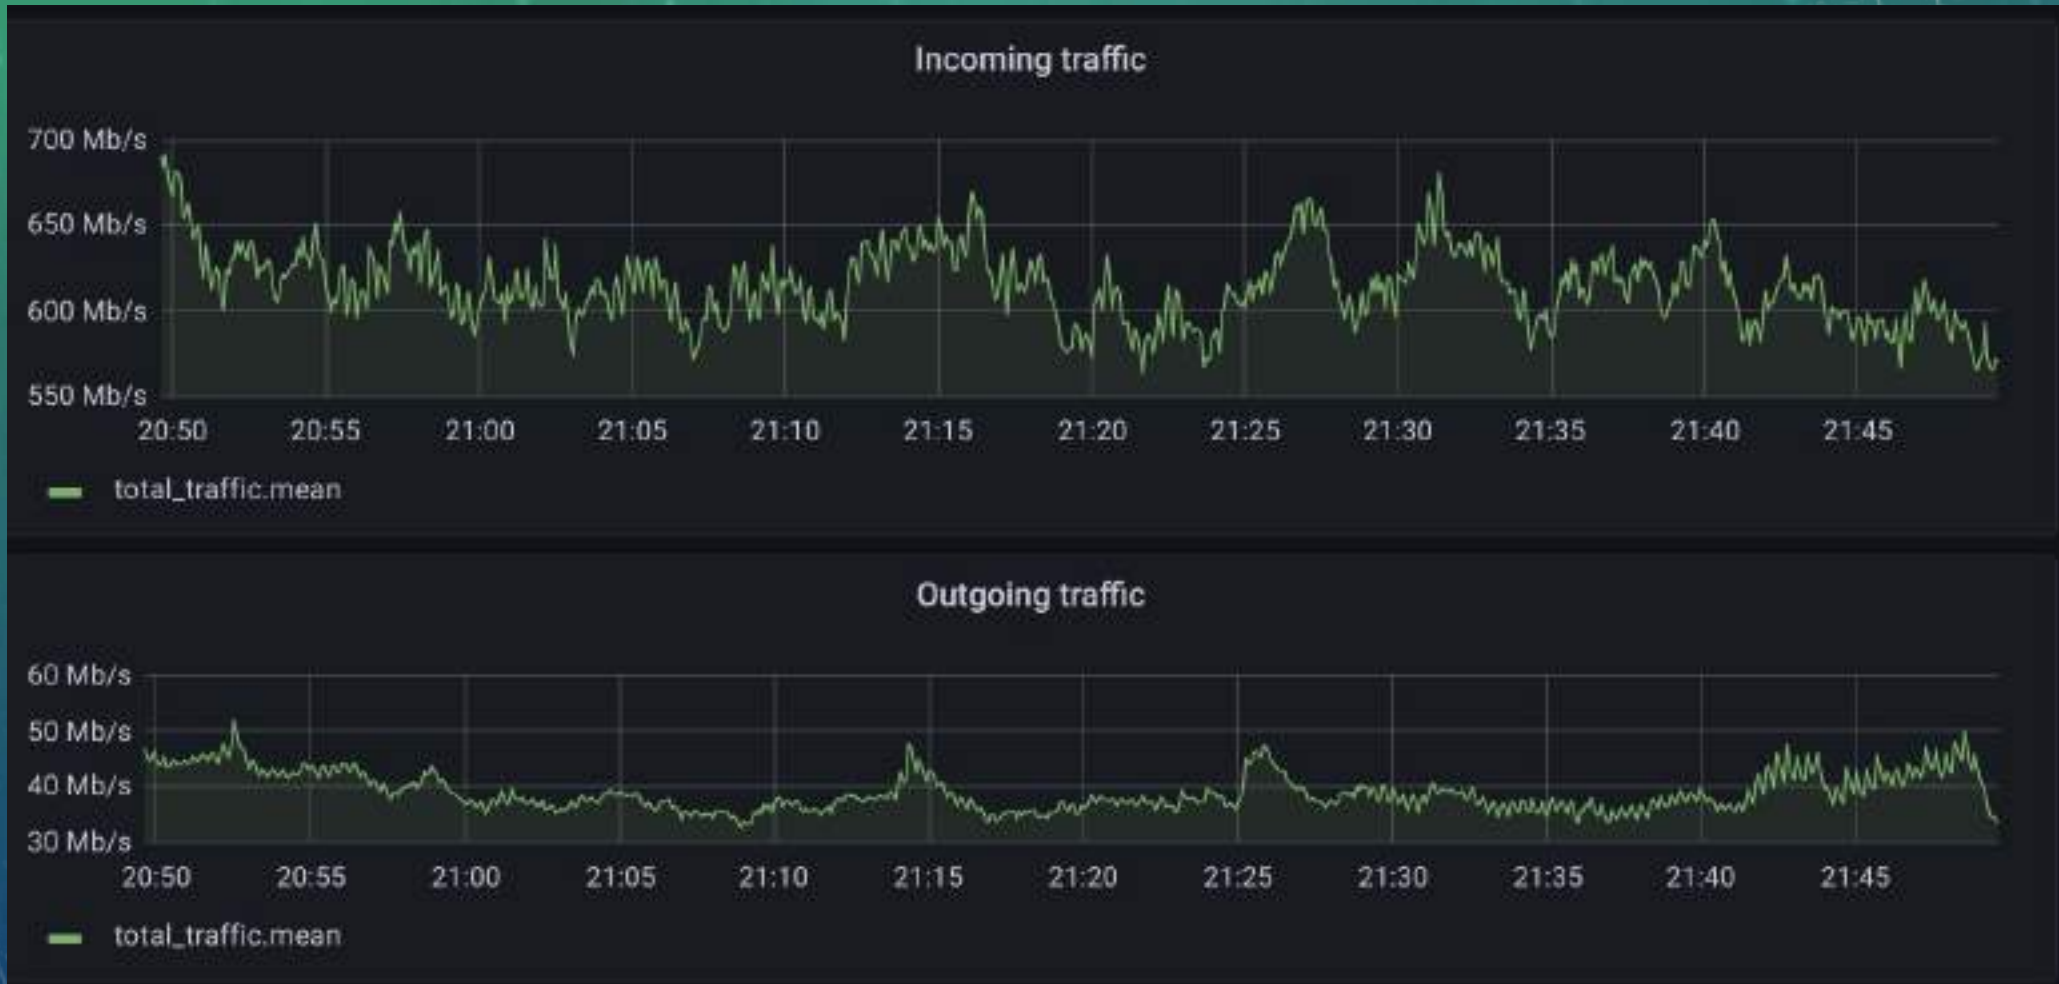 Incoming traffic
700 Mb/s
650 Mb/s
600 Mb/s
550 Mb/s
20:50 20:55 21:00 21:05 21:10 21:15 21:20 21:25 21:30 21:35 21:40 21:45
total_traffic.mean
Outgoing traffic
60 Mb/s
50 Mb/s
40 Mb/s
30 Mb/s
20:50 20:55 21:00 21:05 21:10 21:15 21:20 21:25 21:30 21:35 21:40 21:45
total_traffic.mean